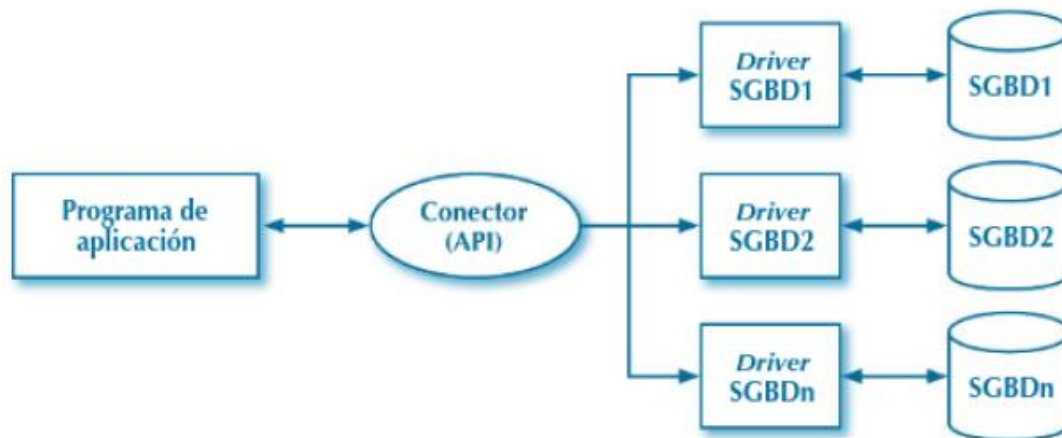 Driver
SGBD1
SGBD1
Programa de
aplicación
Conector
(API)
Driver
SGBD2
SGBD2
Driver
SGBDn
SGBDn